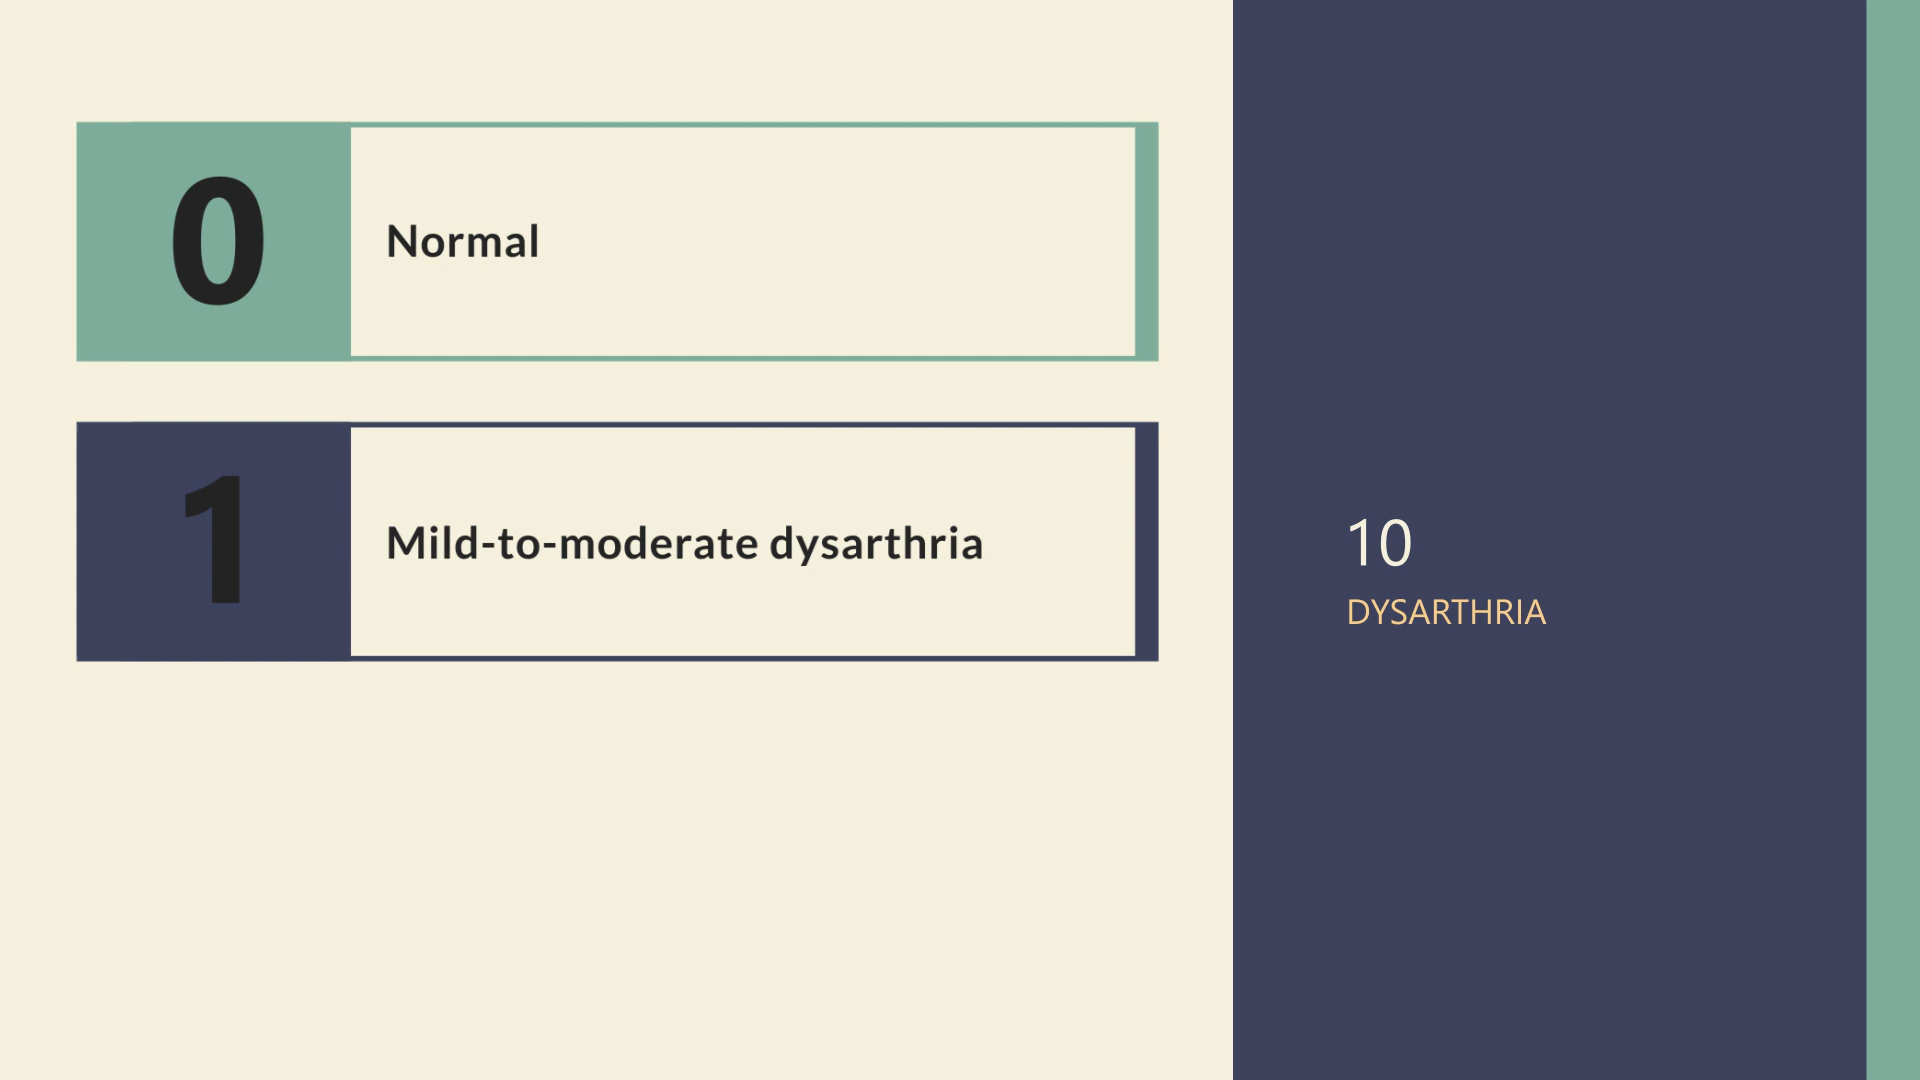 0
Normal
1
Mild-to-moderate dysarthria
10
DYSARTHRIA